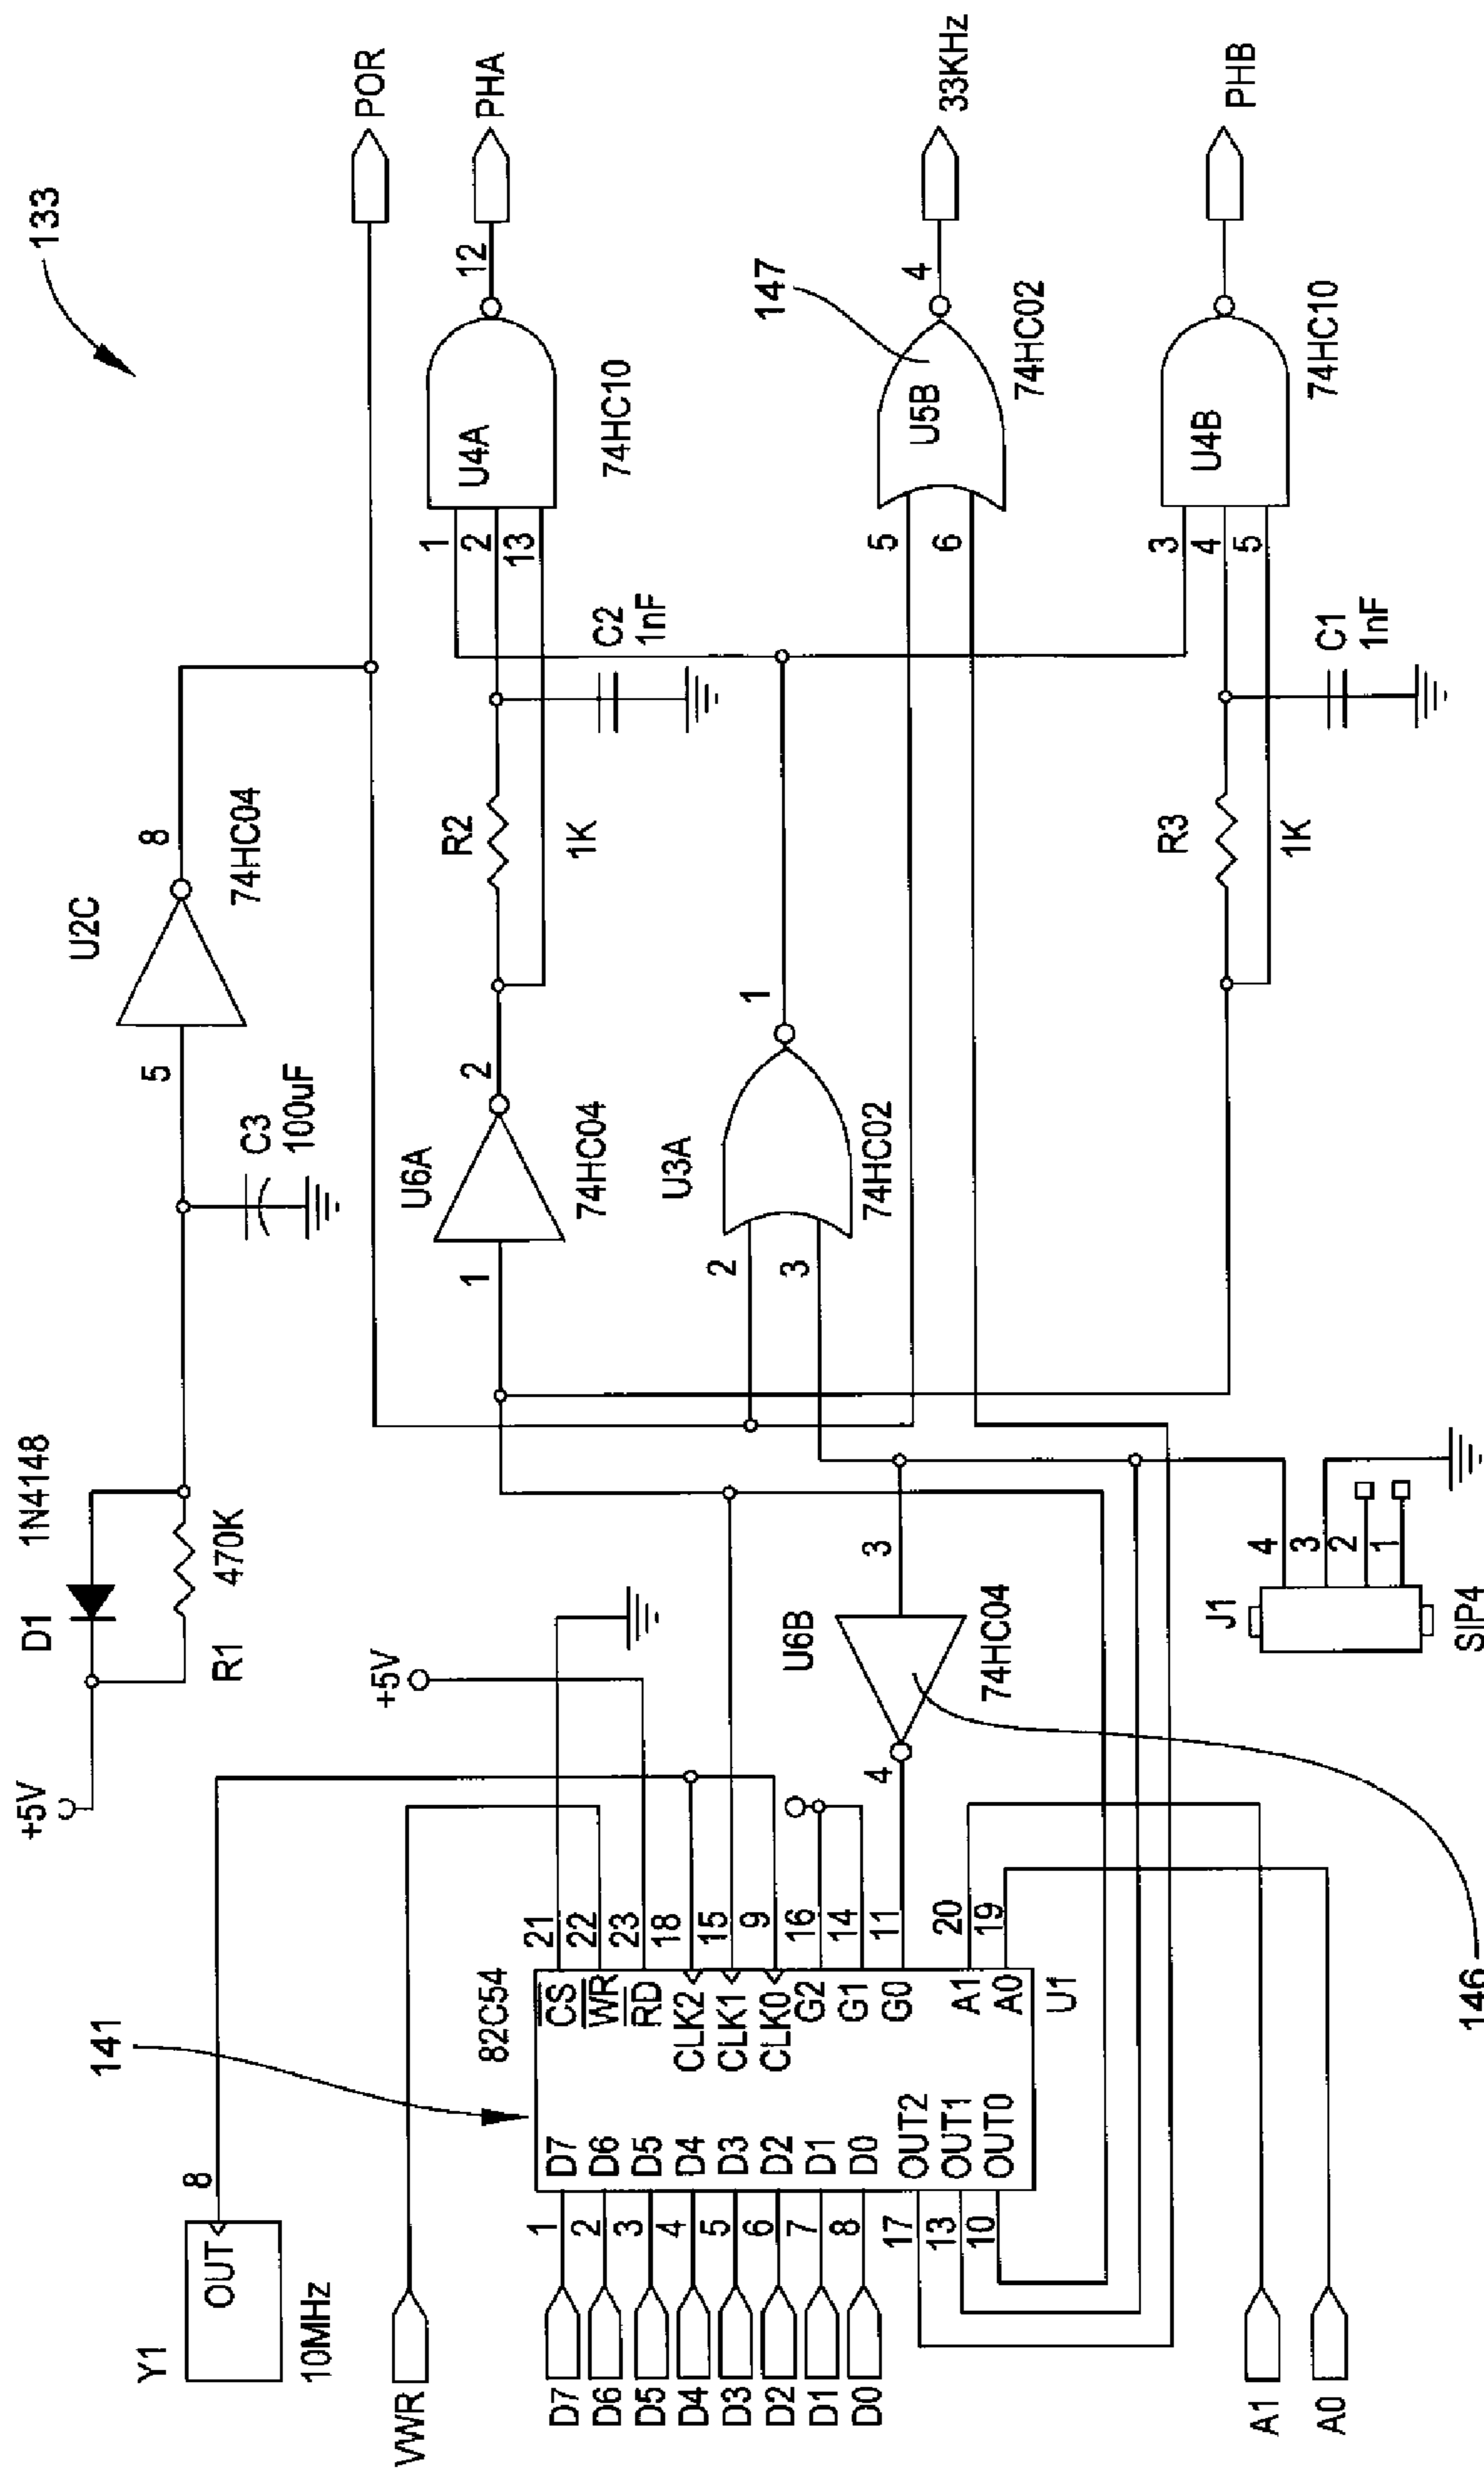 133
+5V
D1
1N4148
R1
470K
C3
100uF
5
U2C
8
74HC04
POR
Y1
OUT
8
10MHz
VWR
+5V
U6A
1
2
74HC04
R2
1K
C2
1nF
1
2
13
U4A
12
74HC10
PHA
141
82C54
D7
D6
D5
D4
D3
D2
D1
D0
1
2
3
4
5
6
7
8
17
13
10
D7
D6
D5
D4
D3
D2
D1
D0
OUT2
OUT1
OUT0
CS
WR
RD
CLK2
CLK1
CLK0
G2
G1
G0
A1
A0
U1
21
22
23
18
15
9
16
14
11
20
19
U6B
4
3
74HC04
146
U3A
2
3
1
74HC02
147
5
6
U5B
4
74HC02
33KHz
R3
1K
C1
1nF
3
4
5
U4B
74HC10
PHB
J1
4
3
2
1
SIP4
A1
A0